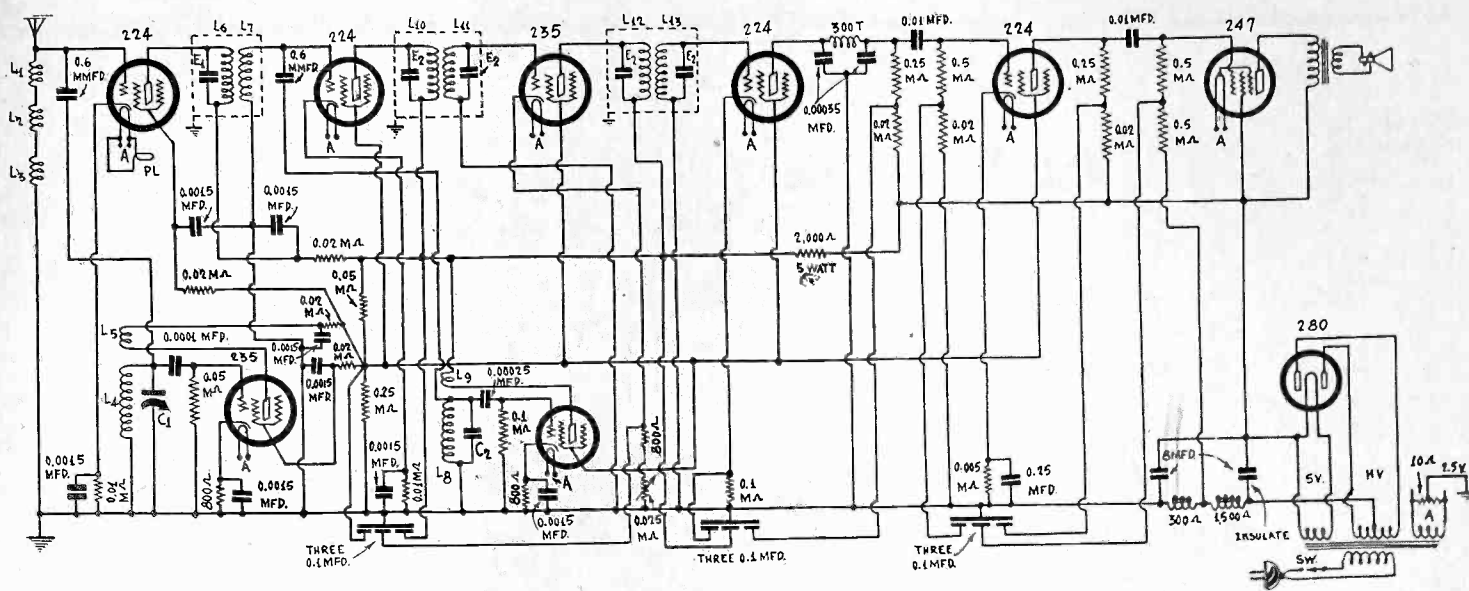 224
L6 L7
0.6 MMFD.
L1
L2
L3
E1
A
PL
0.6 MMFD.
224
A
L10 L11
E2
E2
235
A
L12 L13
E2
E2
224
A
300T
0.00035 MFD.
0.01 MFD.
0.25 MΩ
0.5 MΩ
0.02 MΩ
0.02 MΩ
224
A
0.01 MFD.
0.25 MΩ
0.5 MΩ
0.02 MΩ
0.5 MΩ
247
A
0.0015 MFD.
0.0015 MFD.
0.02 MΩ
0.02 MΩ
0.05 MΩ
2,000Ω
5 WATT
L5
0.0001 MFD.
0.02 MΩ
0.0015 MFD.
0.02 MΩ
0.0015 MFD
L4
C1
0.05 MΩ
235
A
0.25 MΩ
L9
0.00025 MFD.
L8
C2
0.1 MΩ
A
800Ω
0.0015 MFD.
0.0015 MFD.
0.01 MΩ
800Ω
0.0015 MFD.
0.0015 MFD.
0.01 MΩ
800Ω
0.025 MΩ
0.1 MΩ
THREE 0.1 MFD.
THREE 0.1 MFD.
0.005 MΩ
0.25 MFD.
THREE 0.1 MFD.
280
8 MFD.
300Ω
1,500Ω
INSULATE
5V.
HV
10Ω
2.5V
A
SW.